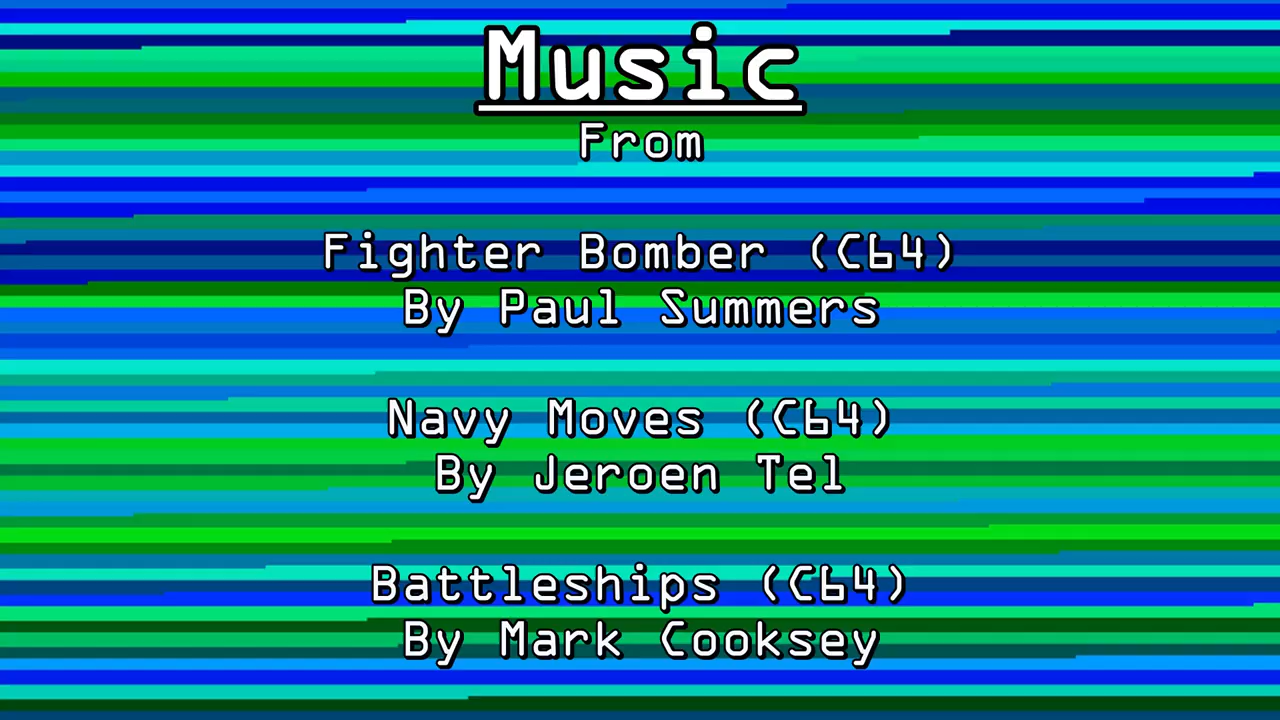 Music
From
Fighter Bomber (C64)
By Paul Summers
Navy Moves (C64)
By Jeroen Tel
Battleships (C64)
By Mark Cooksey